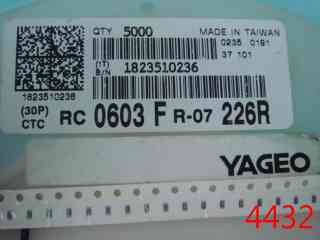 QTY 5000 MADE IN TAIWAN
0235 0191
37 101
(1T) B/N 1823510236
1823510236
(30P) CTC RC 0603 F R-07 226R
YAGEO
4432